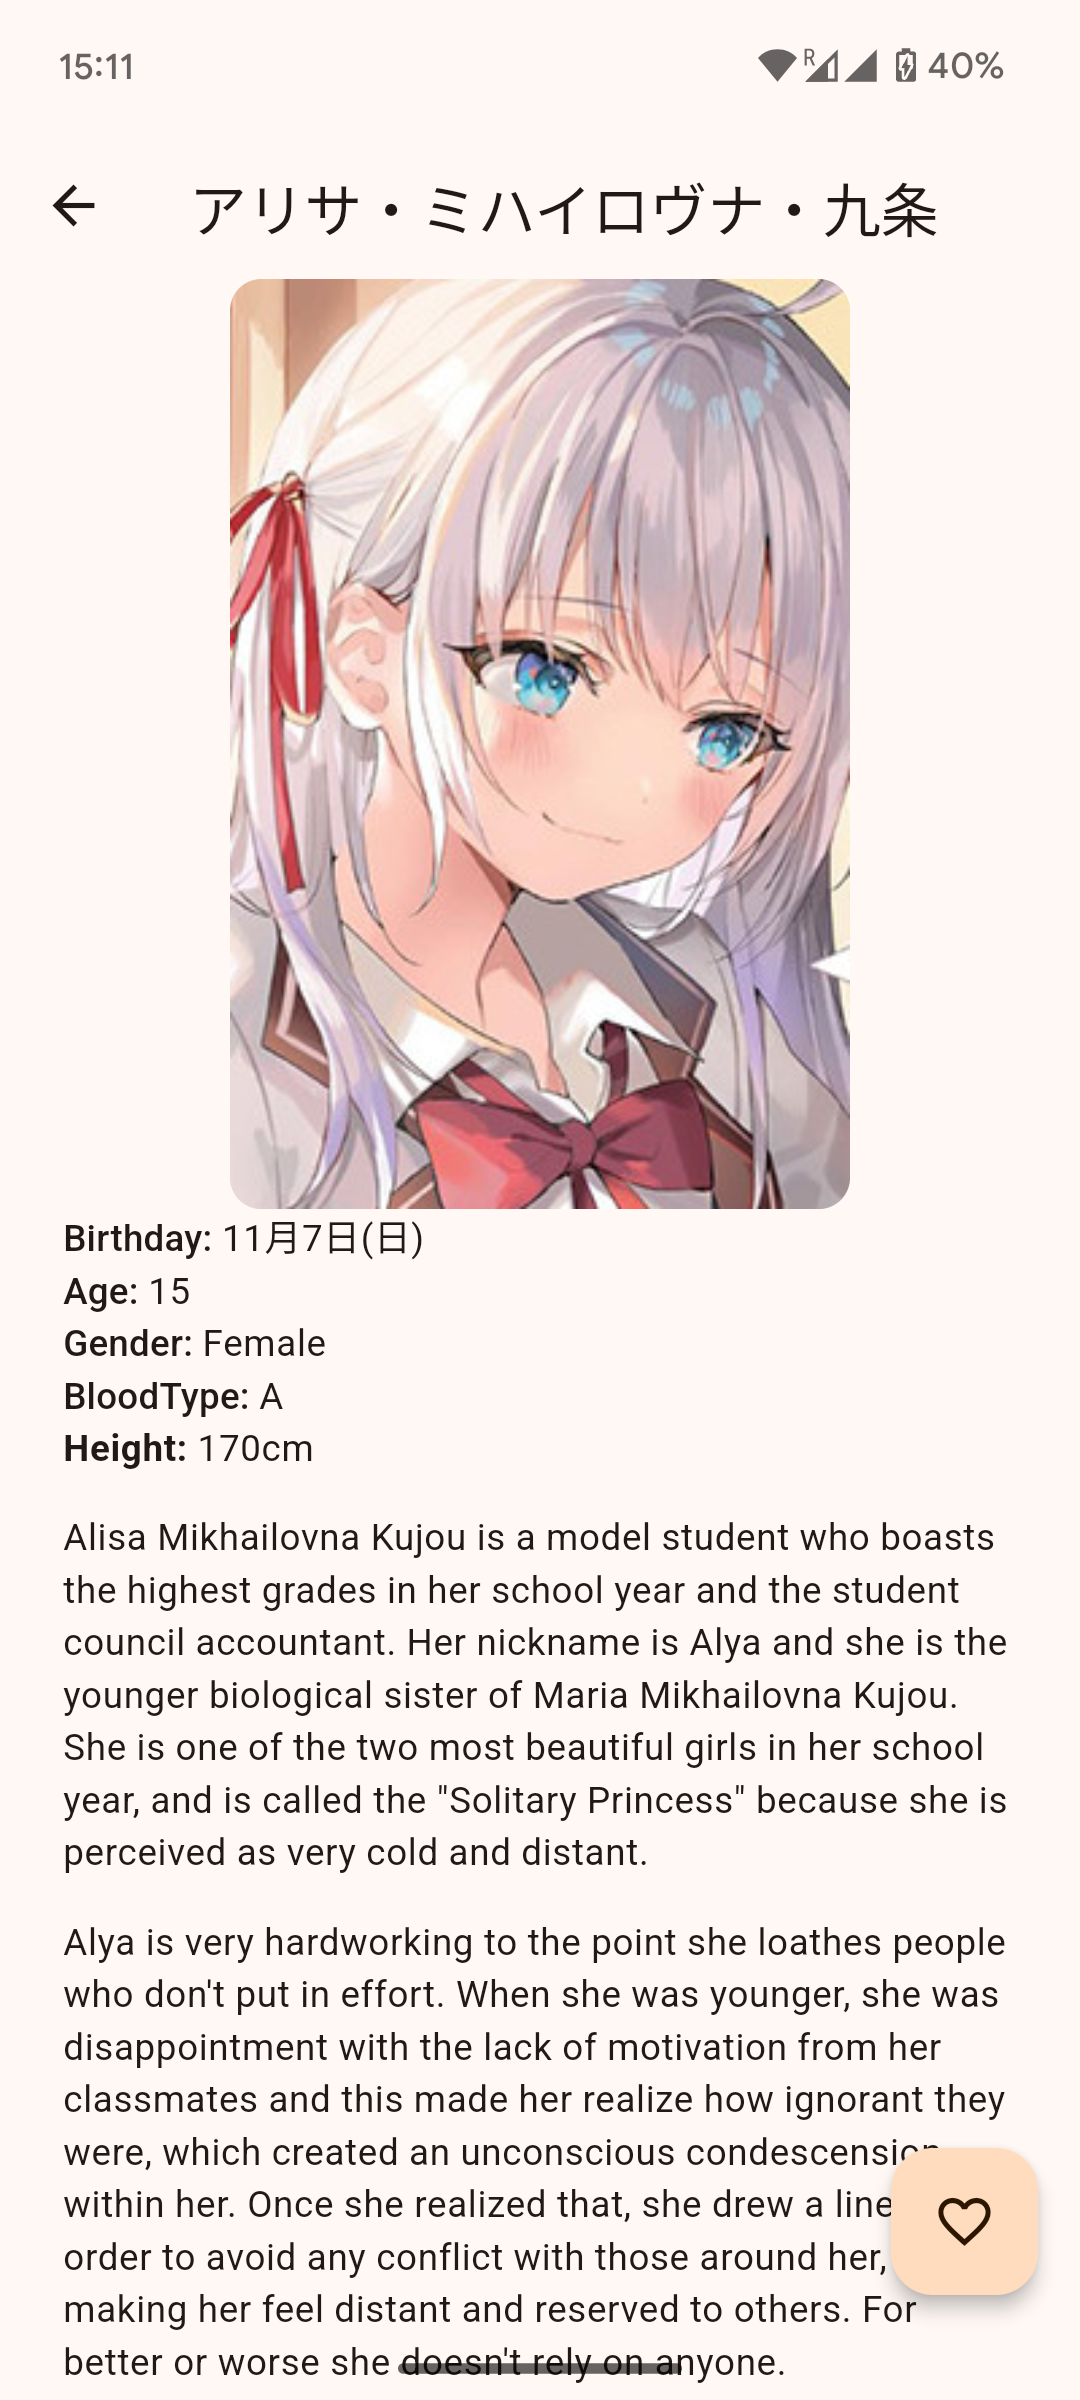 15:11
R
40%
アリサ・ミハイロヴナ・九条
Birthday: 11月7日(日)
Age: 15
Gender: Female
BloodType: A
Height: 170cm
Alisa Mikhailovna Kujou is a model student who boasts
the highest grades in her school year and the student
council accountant. Her nickname is Alya and she is the
younger biological sister of Maria Mikhailovna Kujou.
She is one of the two most beautiful girls in her school
year, and is called the "Solitary Princess" because she is
perceived as very cold and distant.
Alya is very hardworking to the point she loathes people
who don't put in effort. When she was younger, she was
disappointment with the lack of motivation from her
classmates and this made her realize how ignorant they
were, which created an unconscious condescension
within her. Once she realized that, she drew a line
order to avoid any conflict with those around her,
making her feel distant and reserved to others. For
better or worse she doesn't rely on anyone.